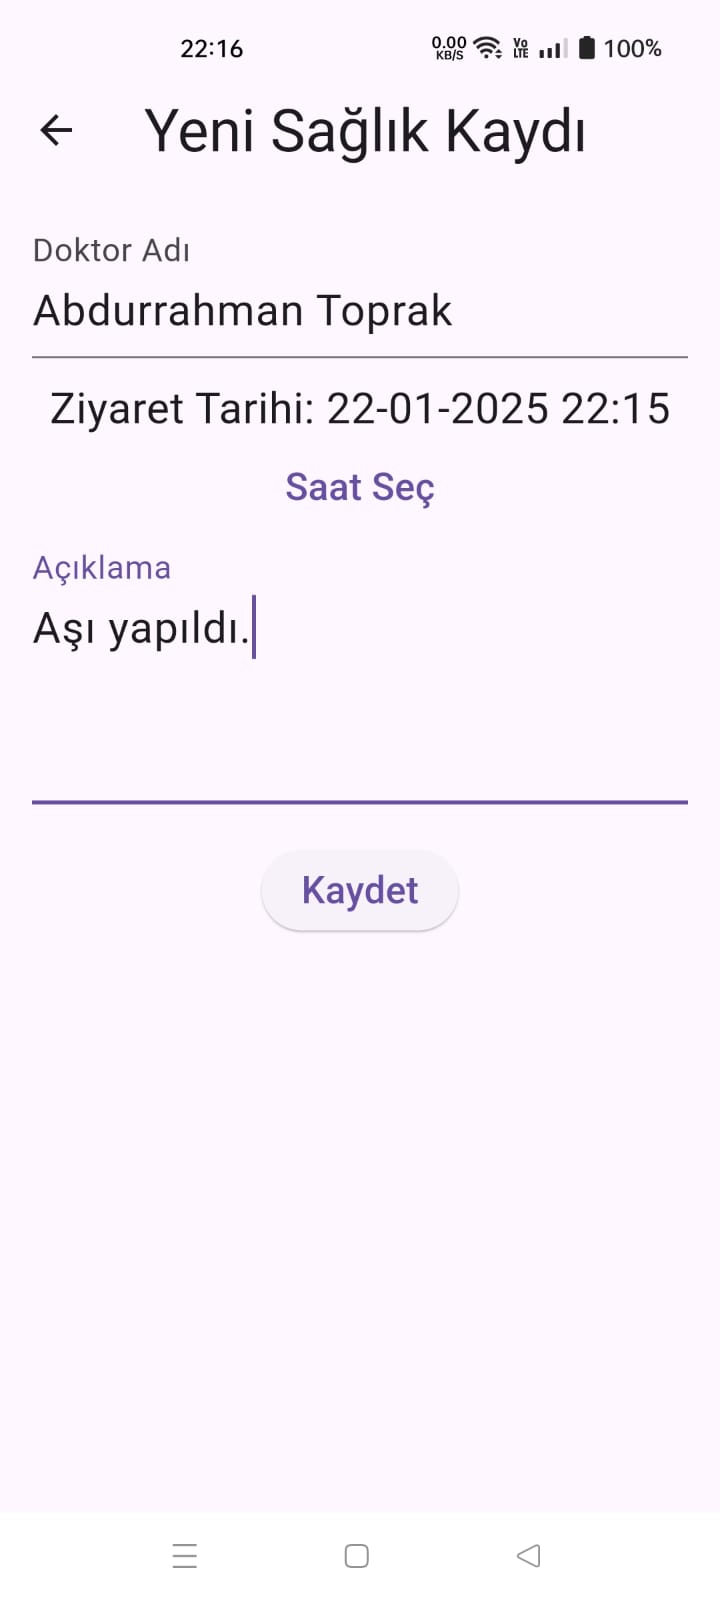 22:16 0.00 KB/S Vo LTE 100%
Yeni Sağlık Kaydı
Doktor Adı
Abdurrahman Toprak
Ziyaret Tarihi: 22-01-2025 22:15
Saat Seç
Açıklama
Aşı yapıldı.
Kaydet